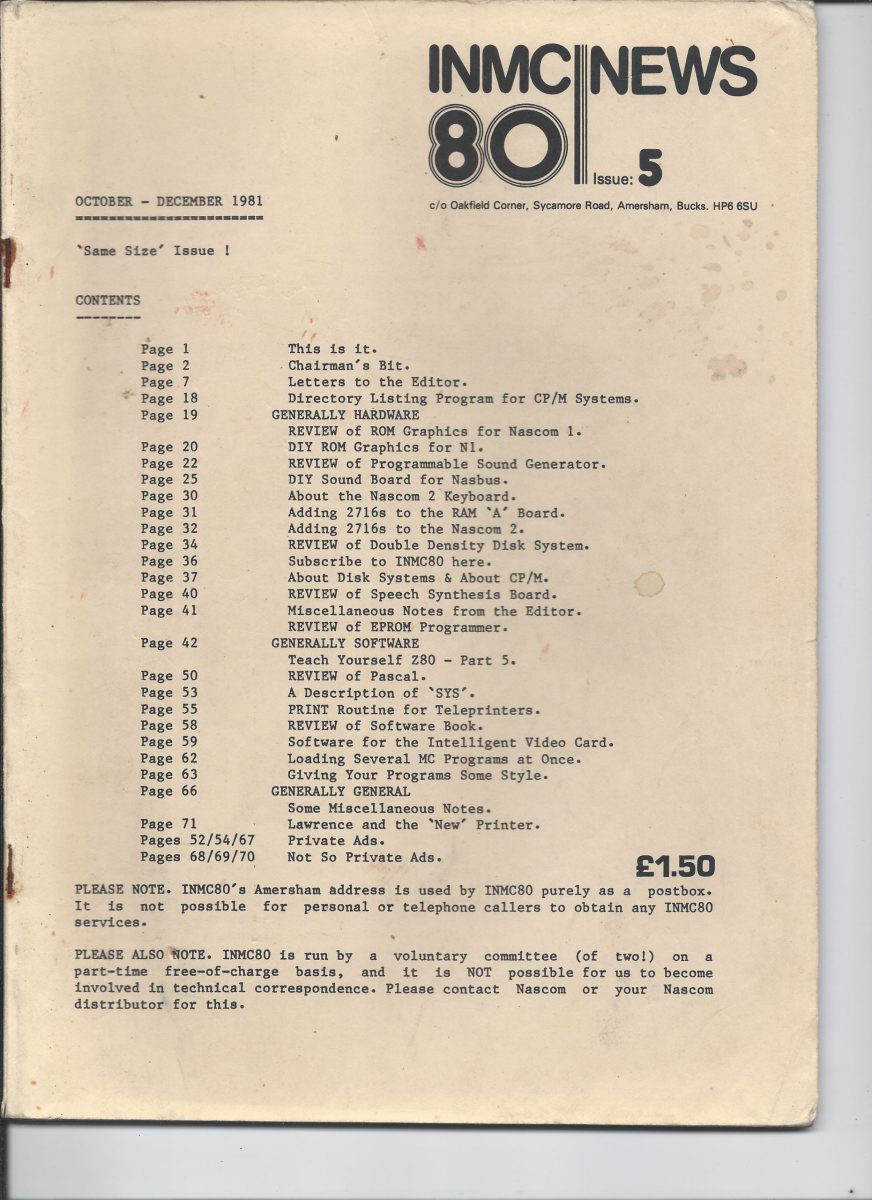 INMC NEWS
80 Issue: 5
c/o Oakfield Corner, Sycamore Road, Amersham, Bucks. HP6 6SU
OCTOBER - DECEMBER 1981
=======================
`Same Size´ Issue !
CONTENTS
--------
Page 1 This is it.
Page 2 Chairman´s Bit.
Page 7 Letters to the Editor.
Page 18 Directory Listing Program for CP/M Systems.
Page 19 GENERALLY HARDWARE
REVIEW of ROM Graphics for Nascom 1.
Page 20 DIY ROM Graphics for N1.
Page 22 REVIEW of Programmable Sound Generator.
Page 25 DIY Sound Board for Nasbus.
Page 30 About the Nascom 2 Keyboard.
Page 31 Adding 2716s to the RAM `A´ Board.
Page 32 Adding 2716s to the Nascom 2.
Page 34 REVIEW of Double Density Disk System.
Page 36 Subscribe to INMC80 here.
Page 37 About Disk Systems & About CP/M.
Page 40 REVIEW of Speech Synthesis Board.
Page 41 Miscellaneous Notes from the Editor.
REVIEW of EPROM Programmer.
Page 42 GENERALLY SOFTWARE
Teach Yourself Z80 - Part 5.
Page 50 REVIEW of Pascal.
Page 53 A Description of `SYS´.
Page 55 PRINT Routine for Teleprinters.
Page 58 REVIEW of Software Book.
Page 59 Software for the Intelligent Video Card.
Page 62 Loading Several MC Programs at Once.
Page 63 Giving Your Programs Some Style.
Page 66 GENERALLY GENERAL
Some Miscellaneous Notes.
Page 71 Lawrence and the `New´ Printer.
Pages 52/54/67 Private Ads.
Pages 68/69/70 Not So Private Ads.
£1.50
PLEASE NOTE. INMC80´s Amersham address is used by INMC80 purely as a postbox.
It is not possible for personal or telephone callers to obtain any INMC80
services.
PLEASE ALSO NOTE. INMC80 is run by a voluntary committee (of two!) on a
part-time free-of-charge basis, and it is NOT possible for us to become
involved in technical correspondence. Please contact Nascom or your Nascom
distributor for this.